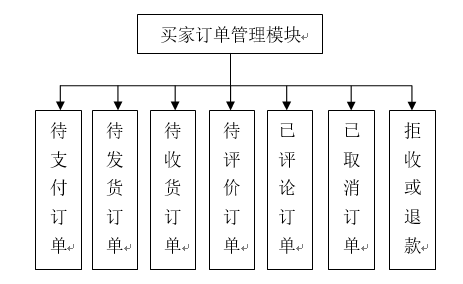 买家订单管理模块
待支付订单
待发货订单
待收货订单
待评价订单
已评论订单
已取消订单
拒收或退款